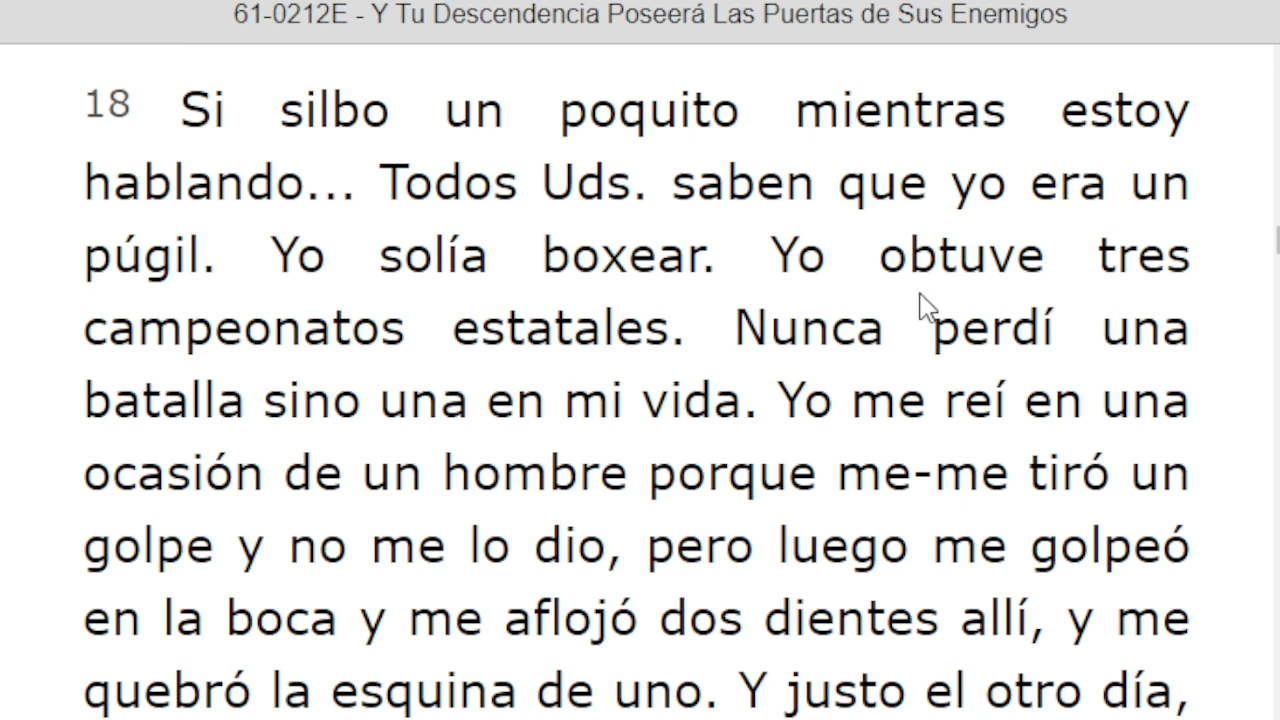 61-0212E - Y Tu Descendencia Poseerá Las Puertas de Sus Enemigos
18 Si silbo un poquito mientras estoy
hablando... Todos Uds. saben que yo era un
púgil. Yo solía boxear. Yo obtuve tres
campeonatos estatales. Nunca perdí una
batalla sino una en mi vida. Yo me reí en una
ocasión de un hombre porque me-me tiró un
golpe y no me lo dio, pero luego me golpeó
en la boca y me aflojó dos dientes allí, y me
quebró la esquina de uno. Y justo el otro día,